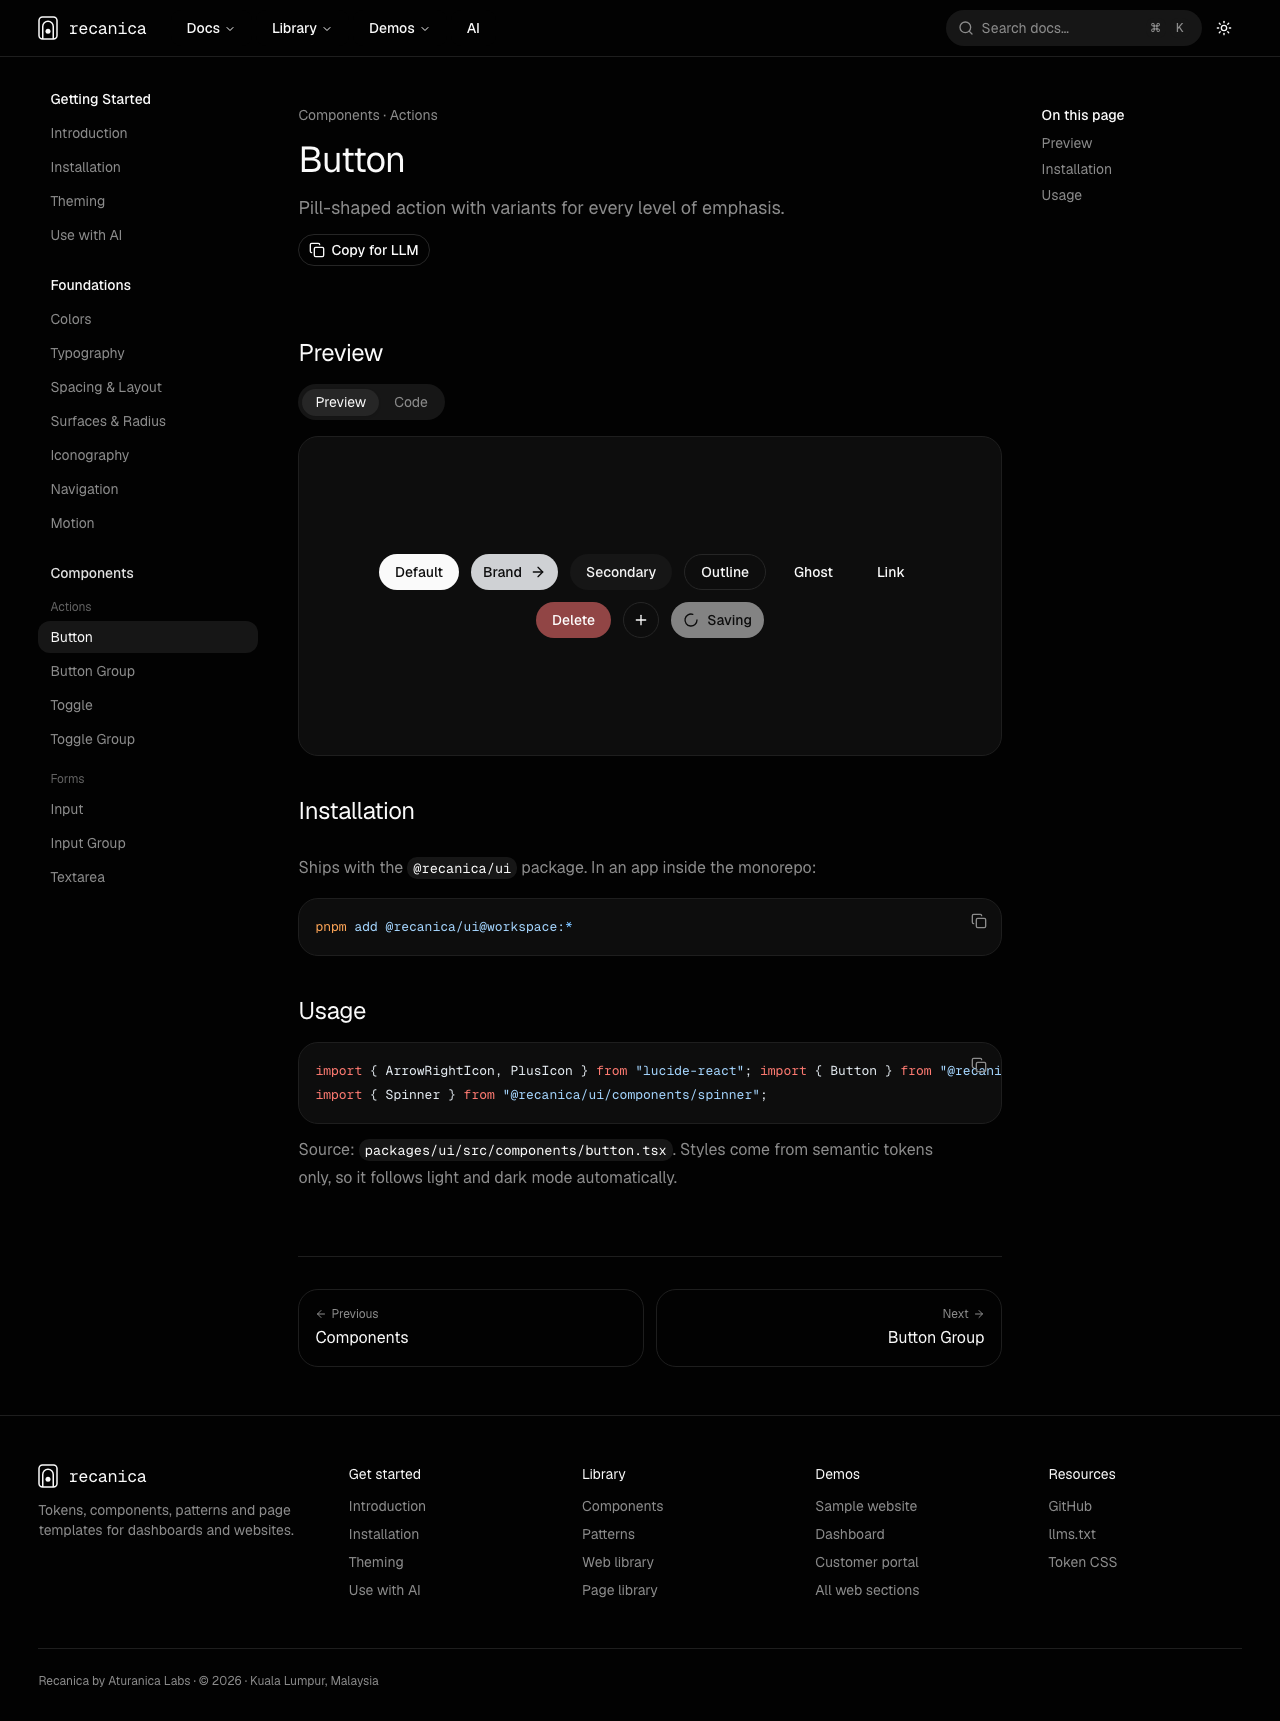 recanica
Docs
Library
Demos
AI
Search docs...
⌘ K
Getting Started
Introduction
Installation
Theming
Use with AI
Foundations
Colors
Typography
Spacing & Layout
Surfaces & Radius
Iconography
Navigation
Motion
Components
Actions
Button
Button Group
Toggle
Toggle Group
Forms
Input
Input Group
Textarea
Components · Actions
Button
Pill-shaped action with variants for every level of emphasis.
Copy for LLM
Preview
Preview
Code
Default
Brand
Secondary
Outline
Ghost
Link
Delete
Saving
Installation
Ships with the @recanica/ui package. In an app inside the monorepo:
pnpm add @recanica/ui@workspace:*
Usage
import { ArrowRightIcon, PlusIcon } from "lucide-react"; import { Button } from "@recani
import { Spinner } from "@recanica/ui/components/spinner";
Source: packages/ui/src/components/button.tsx. Styles come from semantic tokens
only, so it follows light and dark mode automatically.
Previous
Components
Next
Button Group
On this page
Preview
Installation
Usage
recanica
Tokens, components, patterns and page
templates for dashboards and websites.
Get started
Introduction
Installation
Theming
Use with AI
Library
Components
Patterns
Web library
Page library
Demos
Sample website
Dashboard
Customer portal
All web sections
Resources
GitHub
llms.txt
Token CSS
Recanica by Aturanica Labs · © 2026 · Kuala Lumpur, Malaysia